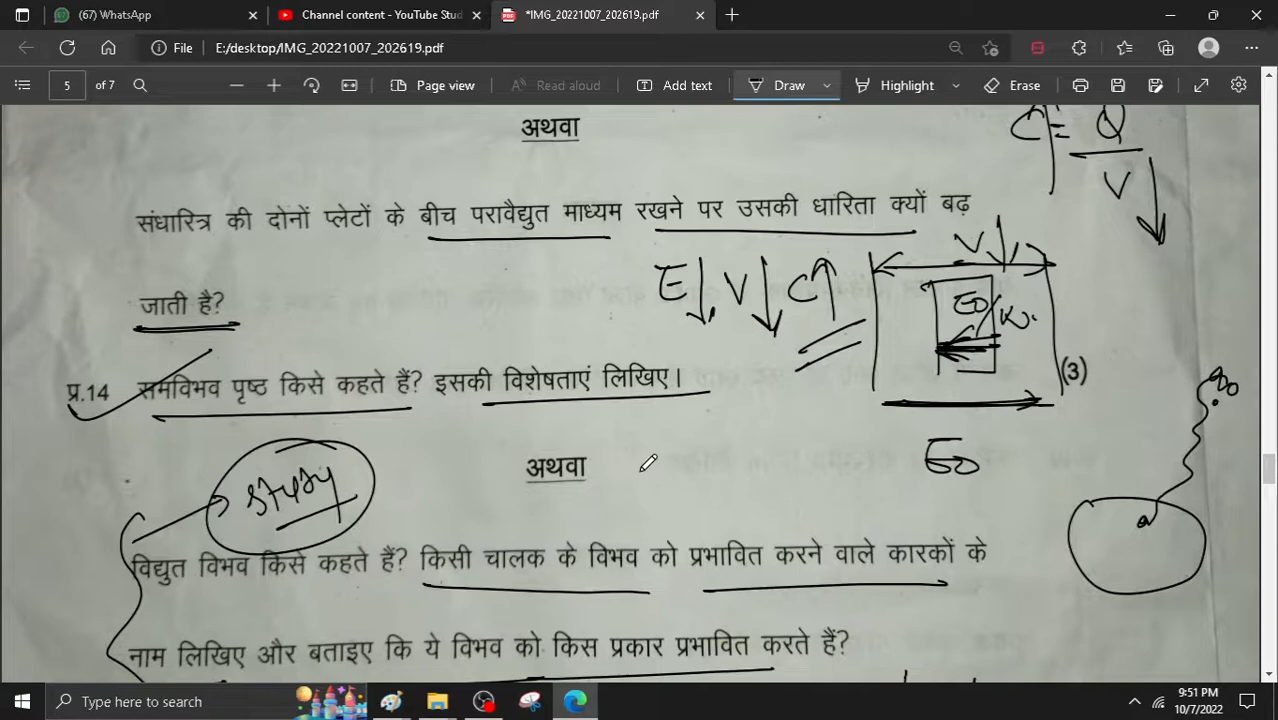 (67) WhatsApp
Channel content - YouTube Stud
*IMG_20221007_202619.pdf
File E:/desktop/IMG_20221007_202619.pdf
5 of 7 Page view Read aloud Add text Draw Highlight Erase
अथवा
C = Q
V
संधारित्र की दोनों प्लेटों के बीच परावैद्युत माध्यम रखने पर उसकी धारिता क्यों बढ़
V
E V C
E0/K
जाती है?
(3)
प्र.14 समविभव पृष्ठ किसे कहते हैं? इसकी विशेषताएं लिखिए।
E0
अथवा
study
विद्युत विभव किसे कहते हैं? किसी चालक के विभव को प्रभावित करने वाले कारकों के
नाम लिखिए और बताइए कि ये विभव को किस प्रकार प्रभावित करते हैं?
Type here to search
9:51 PM
10/7/2022